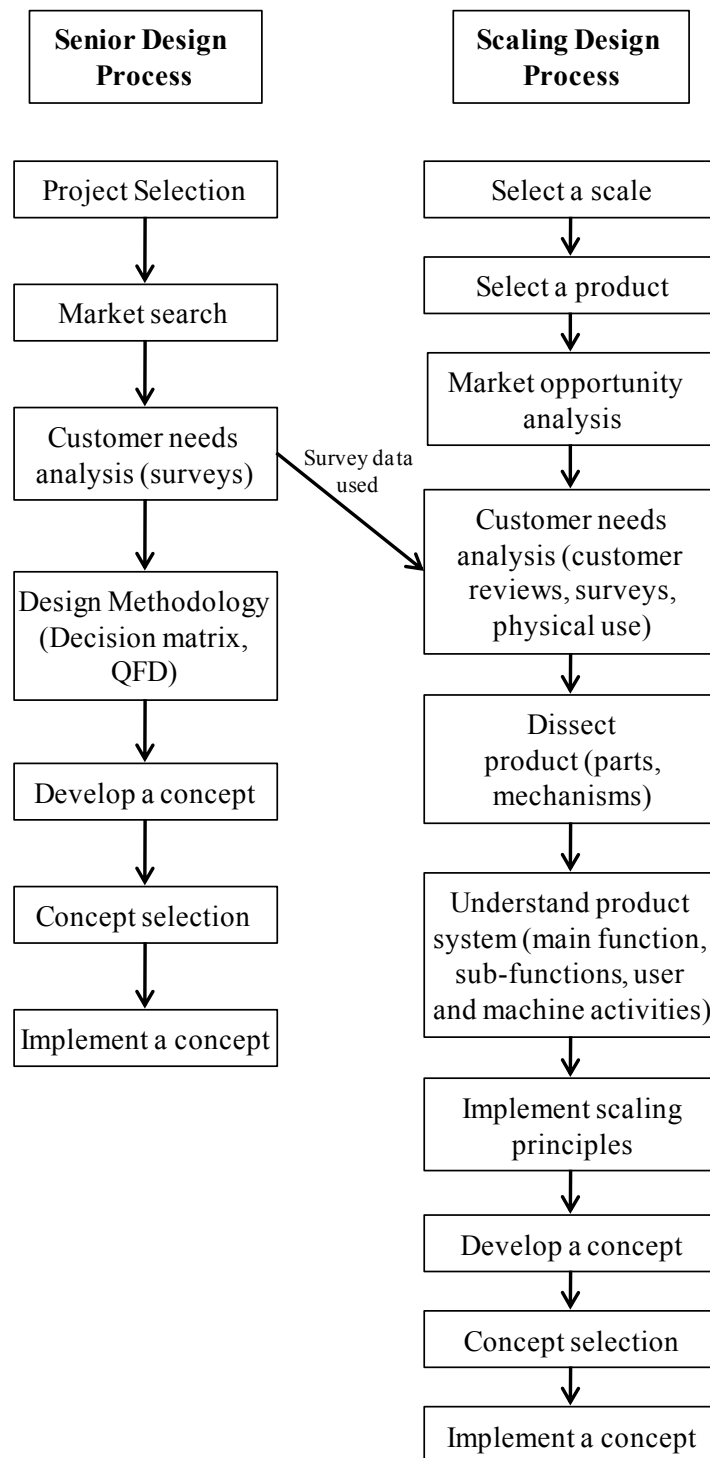 Senior Design
Process
Project Selection
Market search
Customer needs
analysis (surveys)
Design Methodology
(Decision matrix,
QFD)
Develop a concept
Concept selection
Implement a concept
Survey data
used
Scaling Design
Process
Select a scale
Select a product
Market opportunity
analysis
Customer needs
analysis (customer
reviews, surveys,
physical use)
Dissect
product (parts,
mechanisms)
Understand product
system (main function,
sub-functions, user
and machine activities)
Implement scaling
principles
Develop a concept
Concept selection
Implement a concept